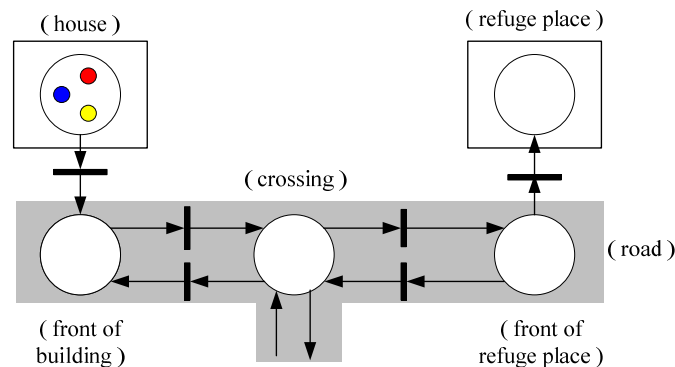 ( house )
( refuge place )
( crossing )
( road )
( front of
building )
( front of
refuge place )